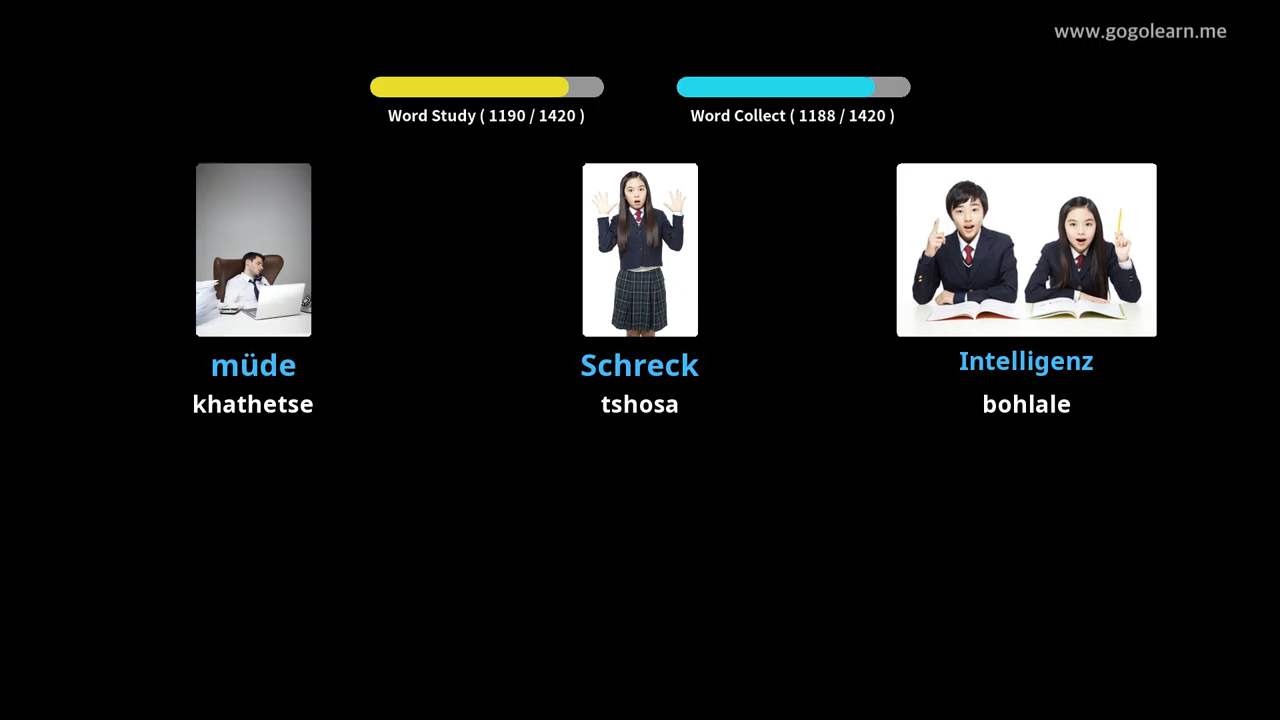 www.gogolearn.me
Word Study ( 1190 / 1420 )
Word Collect ( 1188 / 1420 )
müde
Schreck
Intelligenz
khathetse
tshosa
bohlale